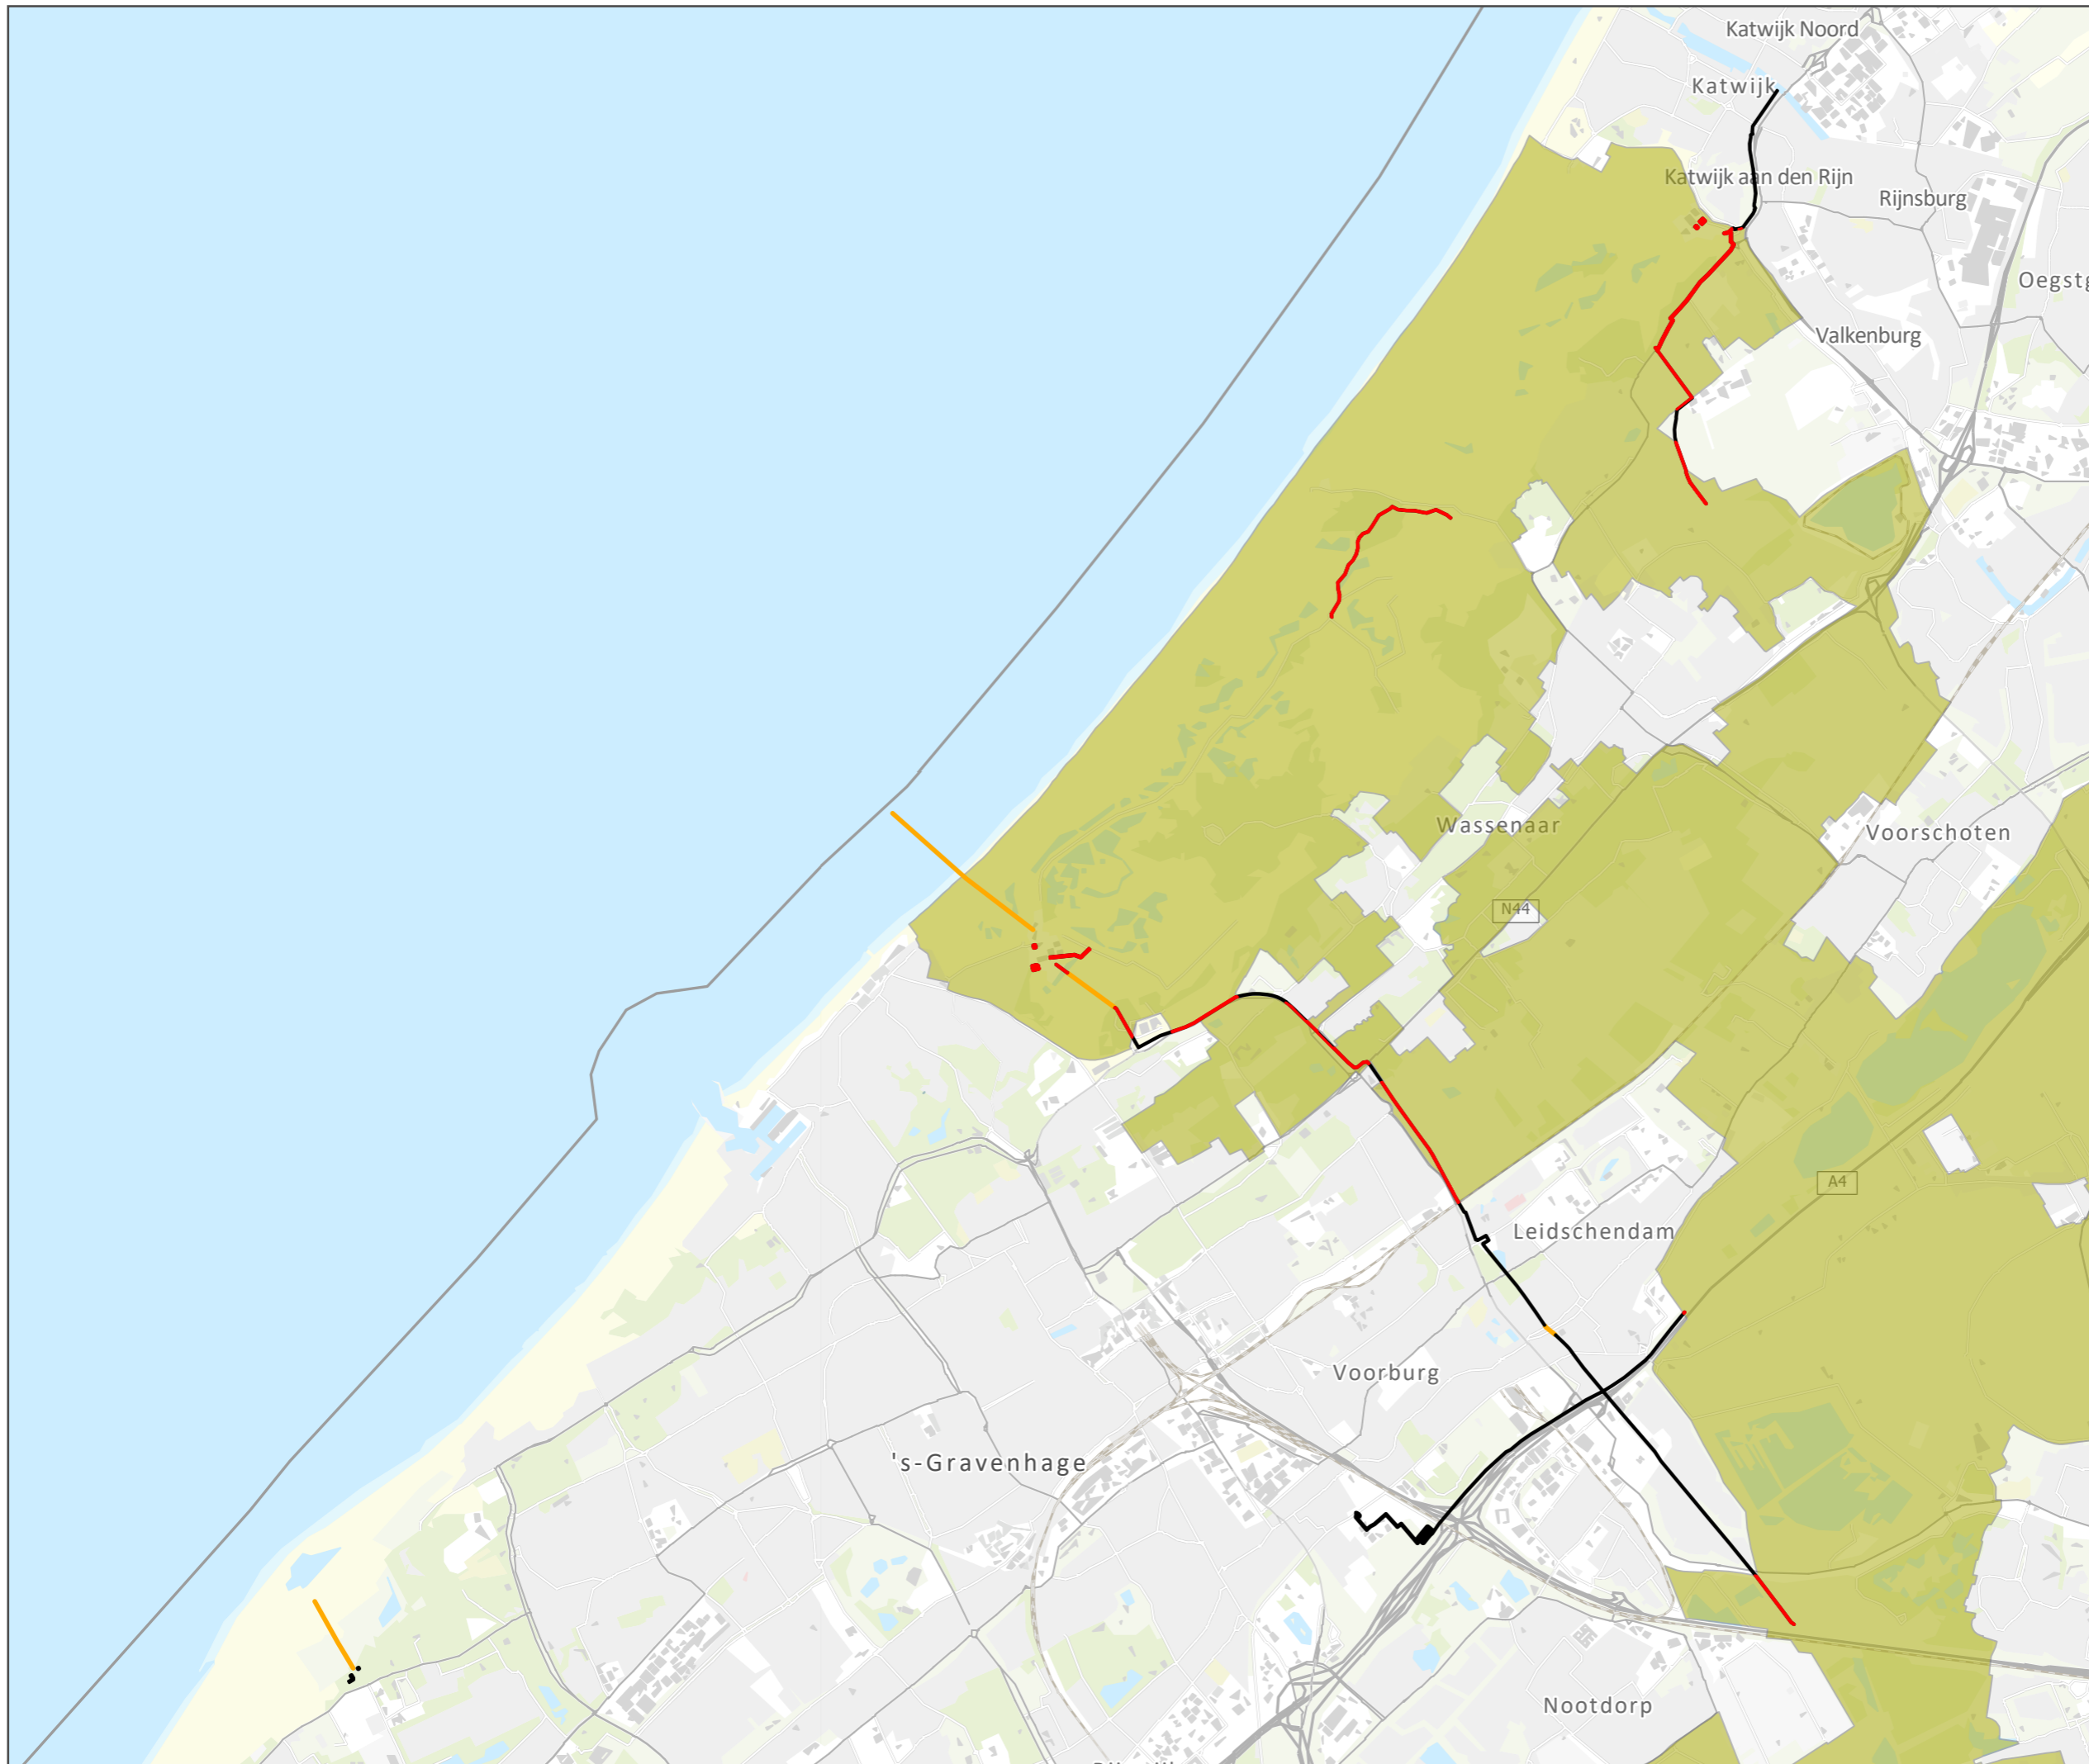 Katwijk Noord
Katwijk
Katwijk aan den Rijn
Rijnsburg
Valkenburg
Wassenaar
Voorschoten
N44
A4
Leidschendam
Voorburg
's-Gravenhage
Nootdorp